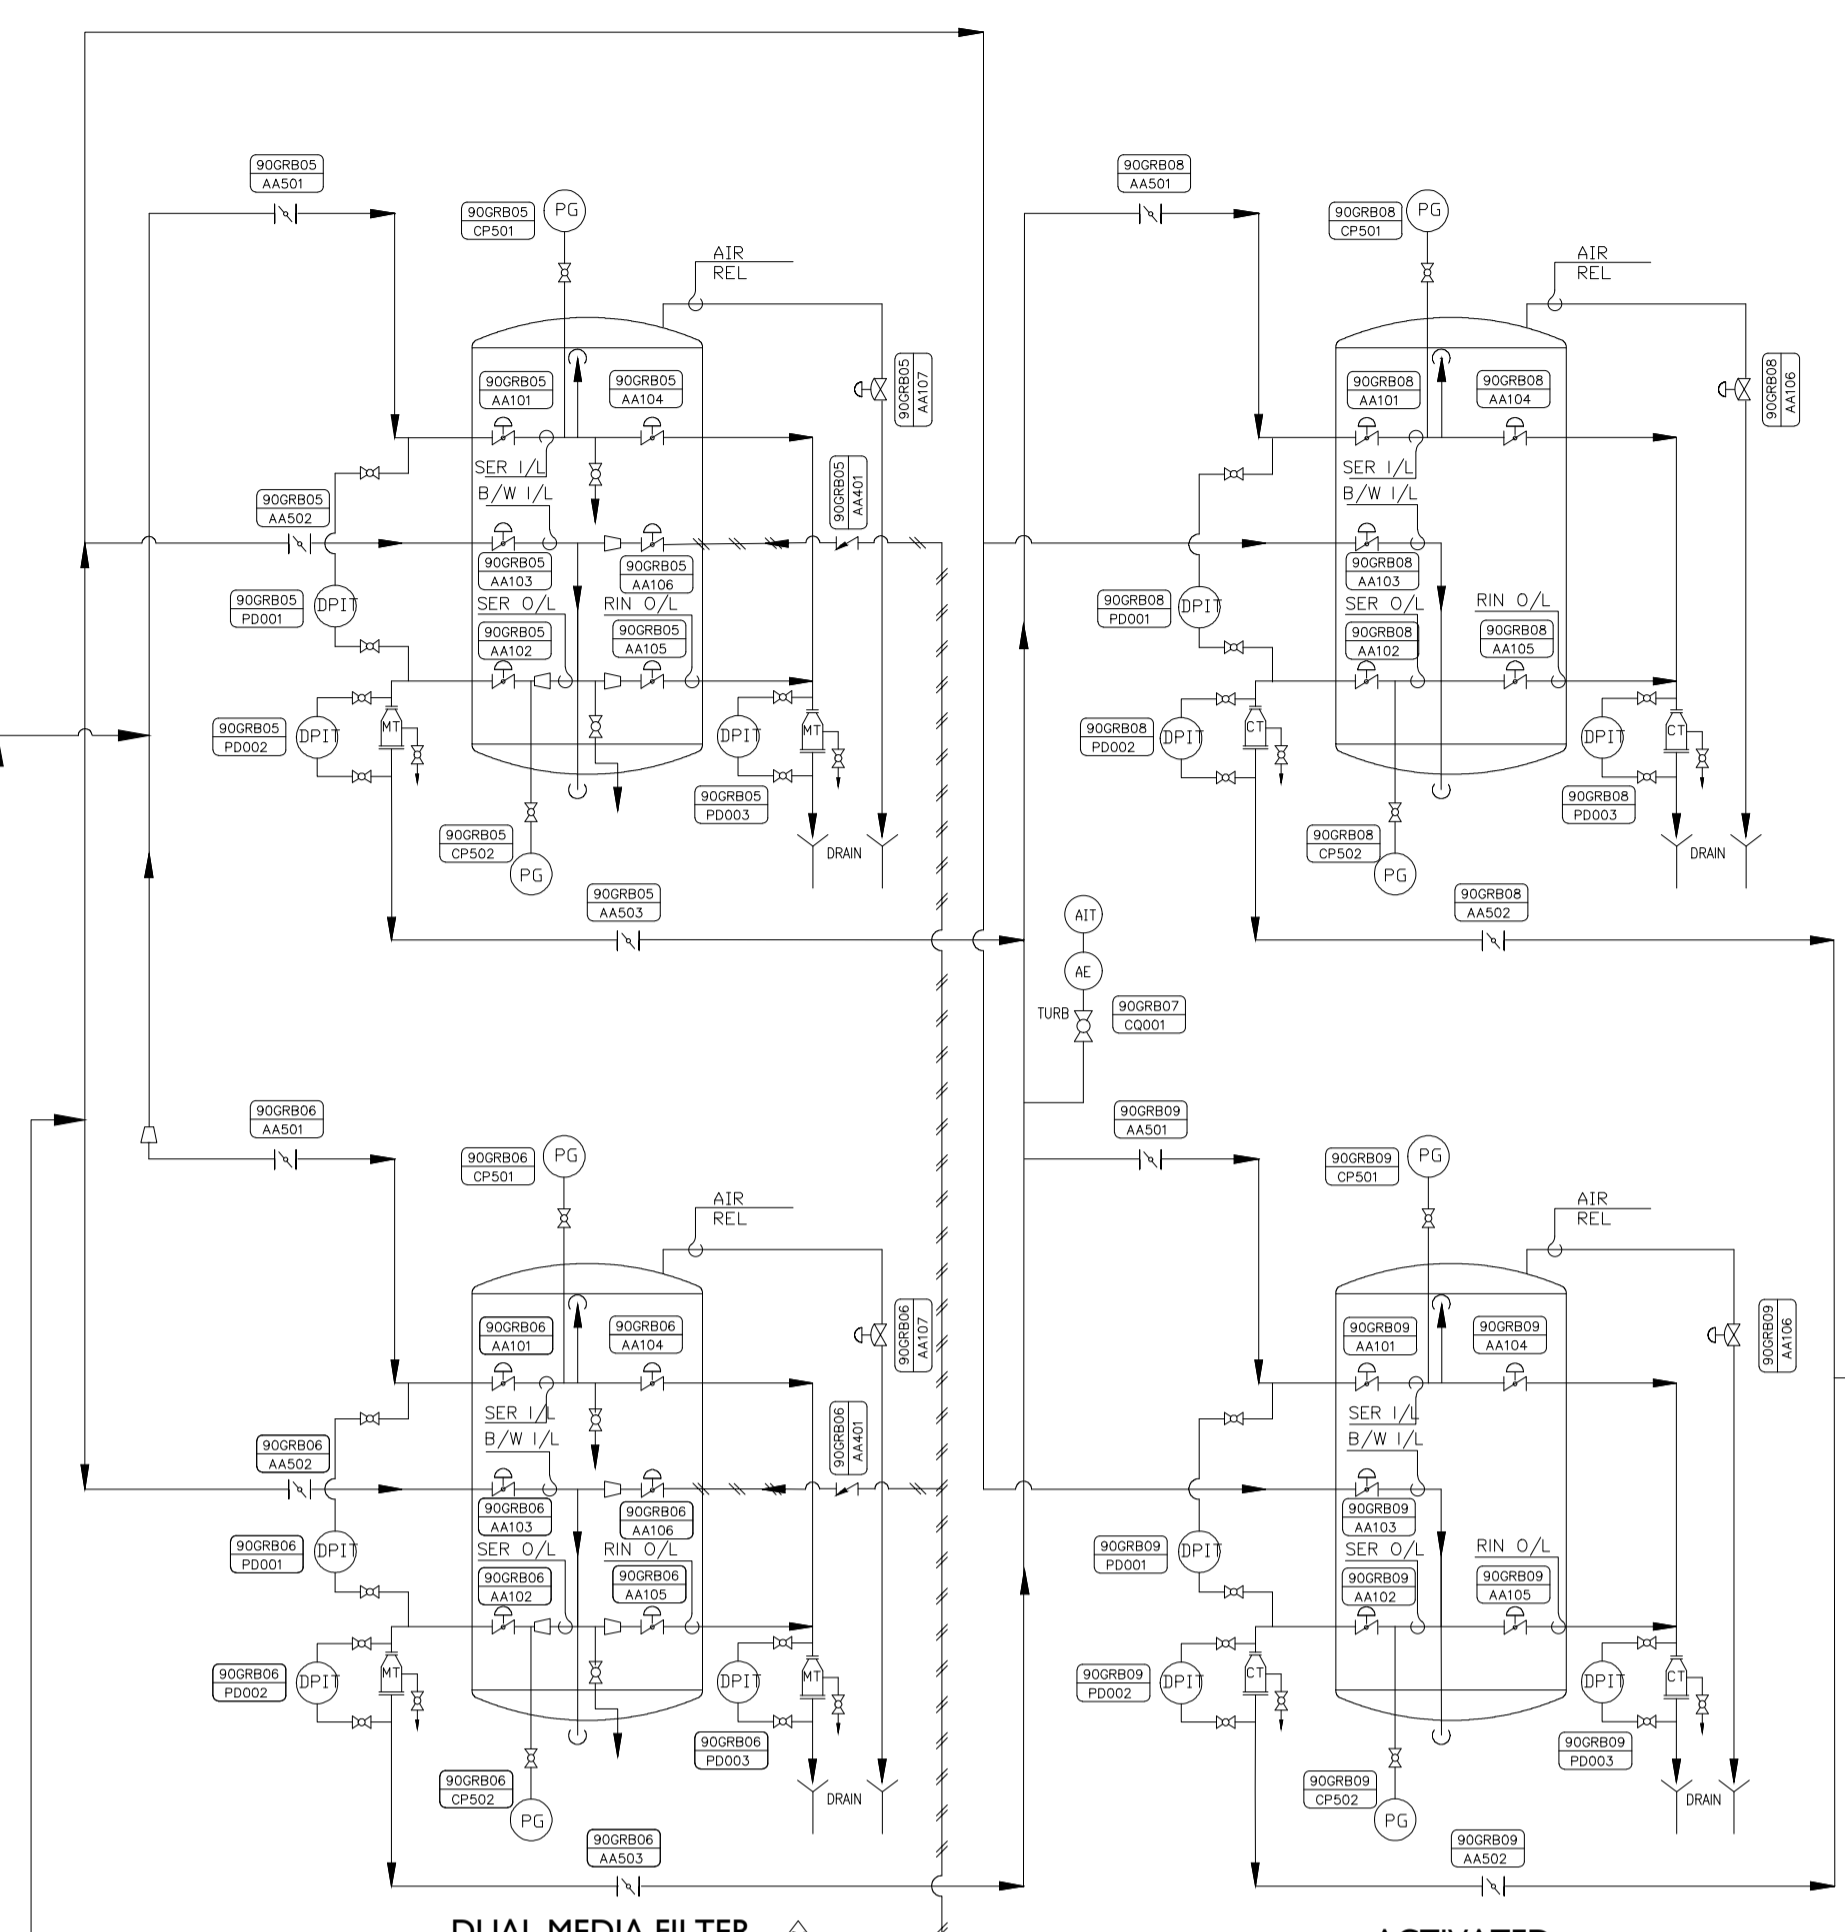 90GRB05
AA501
90GRB05
CP501
PG
AIR
REL
90GRB05
AA107
90GRB05
AA101
90GRB05
AA104
SER I/L
B/W I/L
90GRB05
AA401
90GRB05
AA502
90GRB05
AA103
90GRB05
AA106
90GRB05
PD001
DPIT
SER O/L
RIN O/L
90GRB05
AA102
90GRB05
AA105
90GRB05
PD002
DPIT
MT
DPIT
MT
90GRB05
PD003
90GRB05
CP502
PG
DRAIN
90GRB05
AA503
90GRB08
AA501
90GRB08
CP501
PG
AIR
REL
90GRB08
AA106
90GRB08
AA101
90GRB08
AA104
SER I/L
B/W I/L
90GRB08
AA103
90GRB08
PD001
DPIT
SER O/L
RIN O/L
90GRB08
AA102
90GRB08
AA105
90GRB08
PD002
DPIT
CT
DPIT
CT
90GRB08
PD003
90GRB08
CP502
PG
DRAIN
90GRB08
AA502
AIT
AE
TURB
90GRB07
CQ001
90GRB06
AA501
90GRB06
CP501
PG
AIR
REL
90GRB06
AA107
90GRB06
AA101
90GRB06
AA104
SER I/L
B/W I/L
90GRB06
AA401
90GRB06
AA502
90GRB06
AA103
90GRB06
AA106
90GRB06
PD001
DPIT
SER O/L
RIN O/L
90GRB06
AA102
90GRB06
AA105
90GRB06
PD002
DPIT
MT
DPIT
MT
90GRB06
PD003
90GRB06
CP502
PG
DRAIN
90GRB06
AA503
90GRB09
AA501
90GRB09
CP501
PG
AIR
REL
90GRB09
AA106
90GRB09
AA101
90GRB09
AA104
SER I/L
B/W I/L
90GRB09
AA103
90GRB09
PD001
DPIT
SER O/L
RIN O/L
90GRB09
AA102
90GRB09
AA105
90GRB09
PD002
DPIT
CT
DPIT
CT
90GRB09
PD003
90GRB09
CP502
PG
DRAIN
90GRB09
AA502
DUAL MEDIA FILTER
ACTIVATED